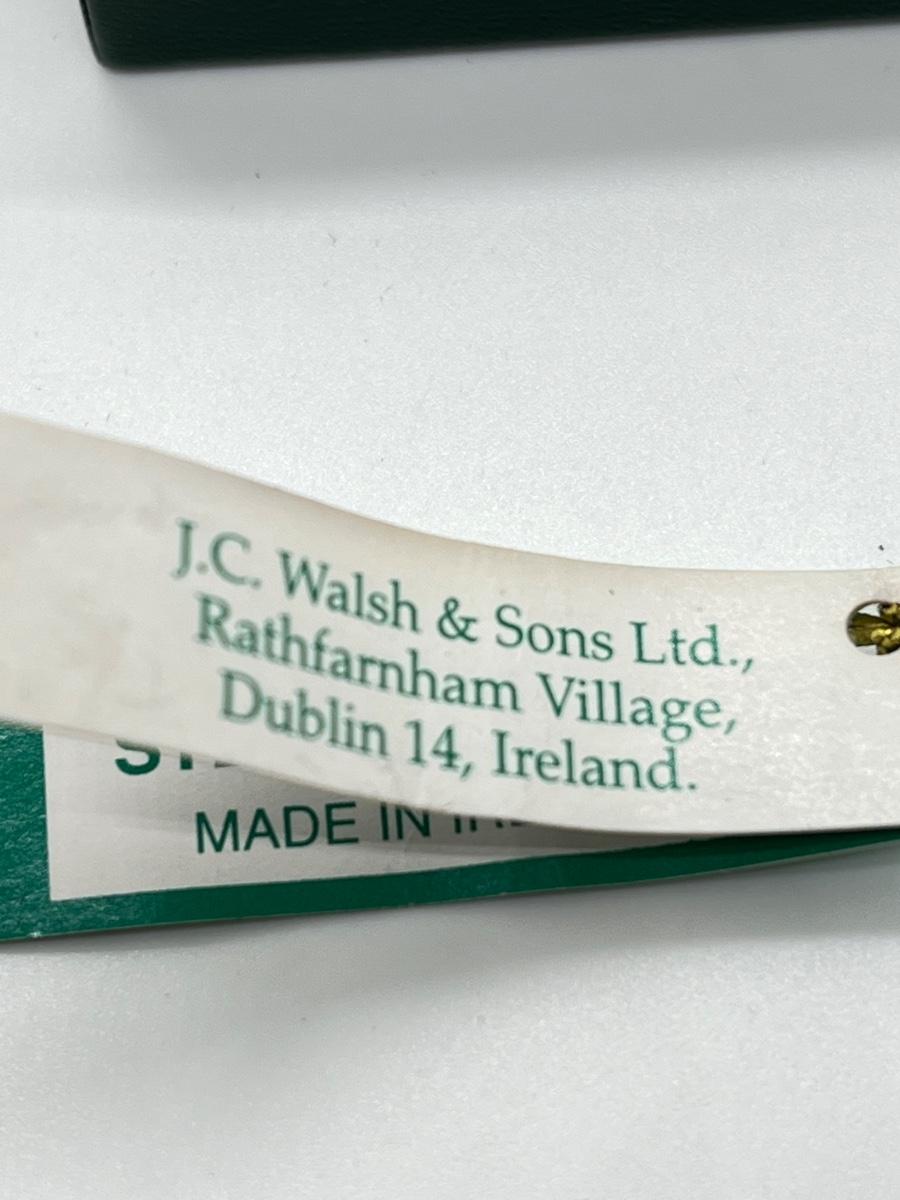 J.C. Walsh & Sons Ltd.,
Rathfarnham Village,
Dublin 14, Ireland.
MADE IN